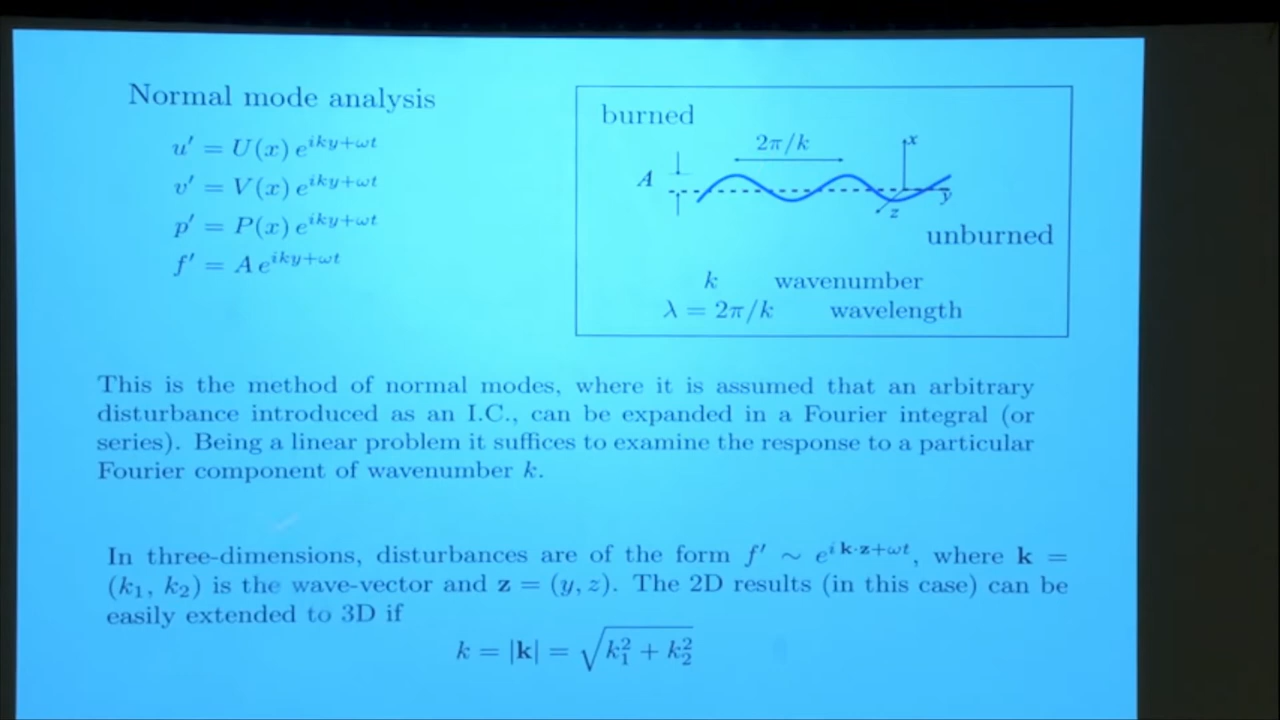 Normal mode analysis
u′ = U(x) e^{iky+ωt}
v′ = V(x) e^{iky+ωt}
p′ = P(x) e^{iky+ωt}
f′ = A e^{iky+ωt}
burned
2π/k
x
A
y
z
unburned
k wavenumber
λ = 2π/k wavelength
This is the method of normal modes, where it is assumed that an arbitrary
disturbance introduced as an I.C., can be expanded in a Fourier integral (or
series). Being a linear problem it suffices to examine the response to a particular
Fourier component of wavenumber k.
In three-dimensions, disturbances are of the form f′ ∼ e^{i k·z+ωt}, where k =
(k₁, k₂) is the wave-vector and z = (y, z). The 2D results (in this case) can be
easily extended to 3D if
k = |k| = √(k₁² + k₂²)